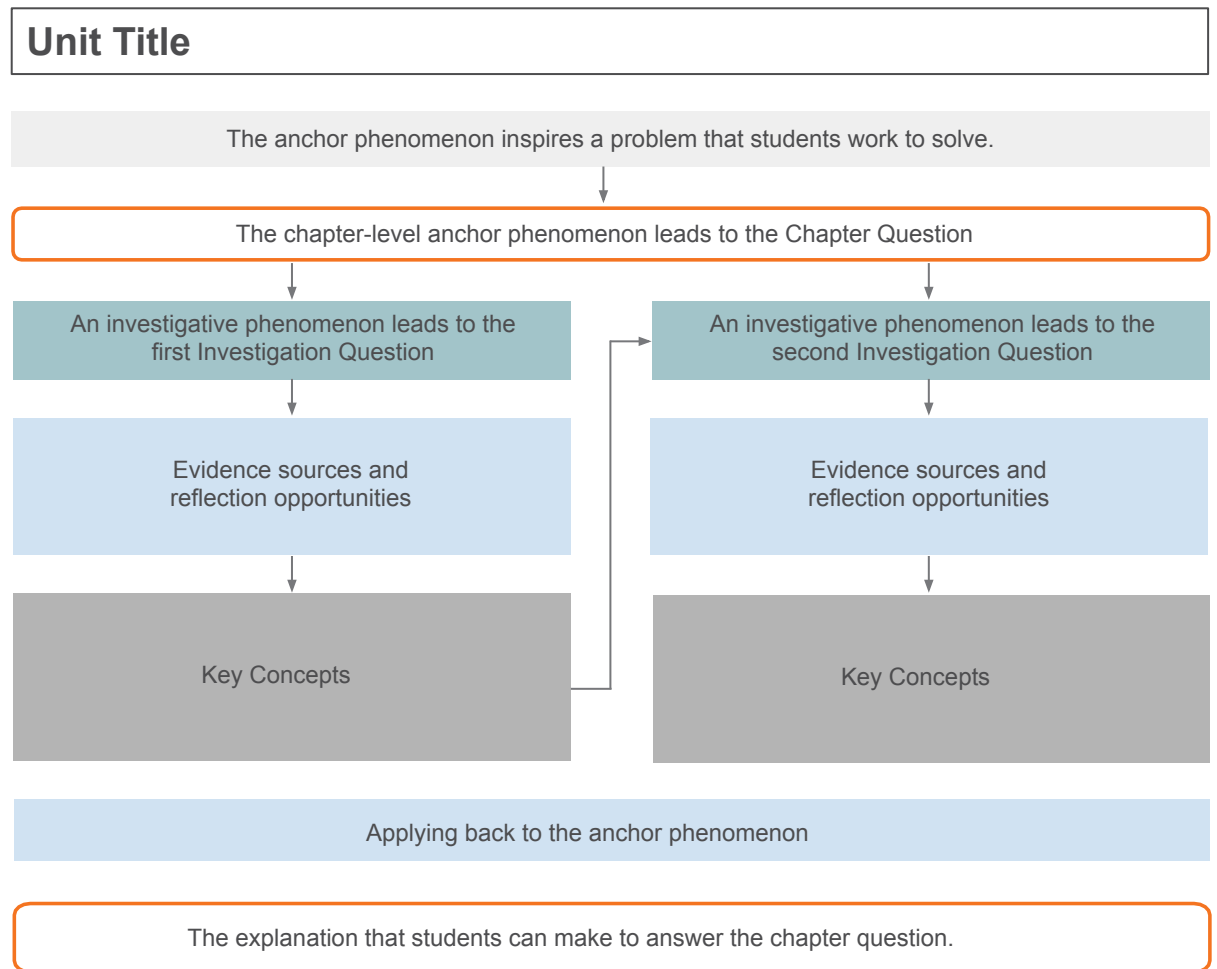 Unit Title
The anchor phenomenon inspires a problem that students work to solve.
The chapter-level anchor phenomenon leads to the Chapter Question
An investigative phenomenon leads to the
first Investigation Question
An investigative phenomenon leads to the
second Investigation Question
Evidence sources and
reflection opportunities
Evidence sources and
reflection opportunities
Key Concepts
Key Concepts
Applying back to the anchor phenomenon
The explanation that students can make to answer the chapter question.